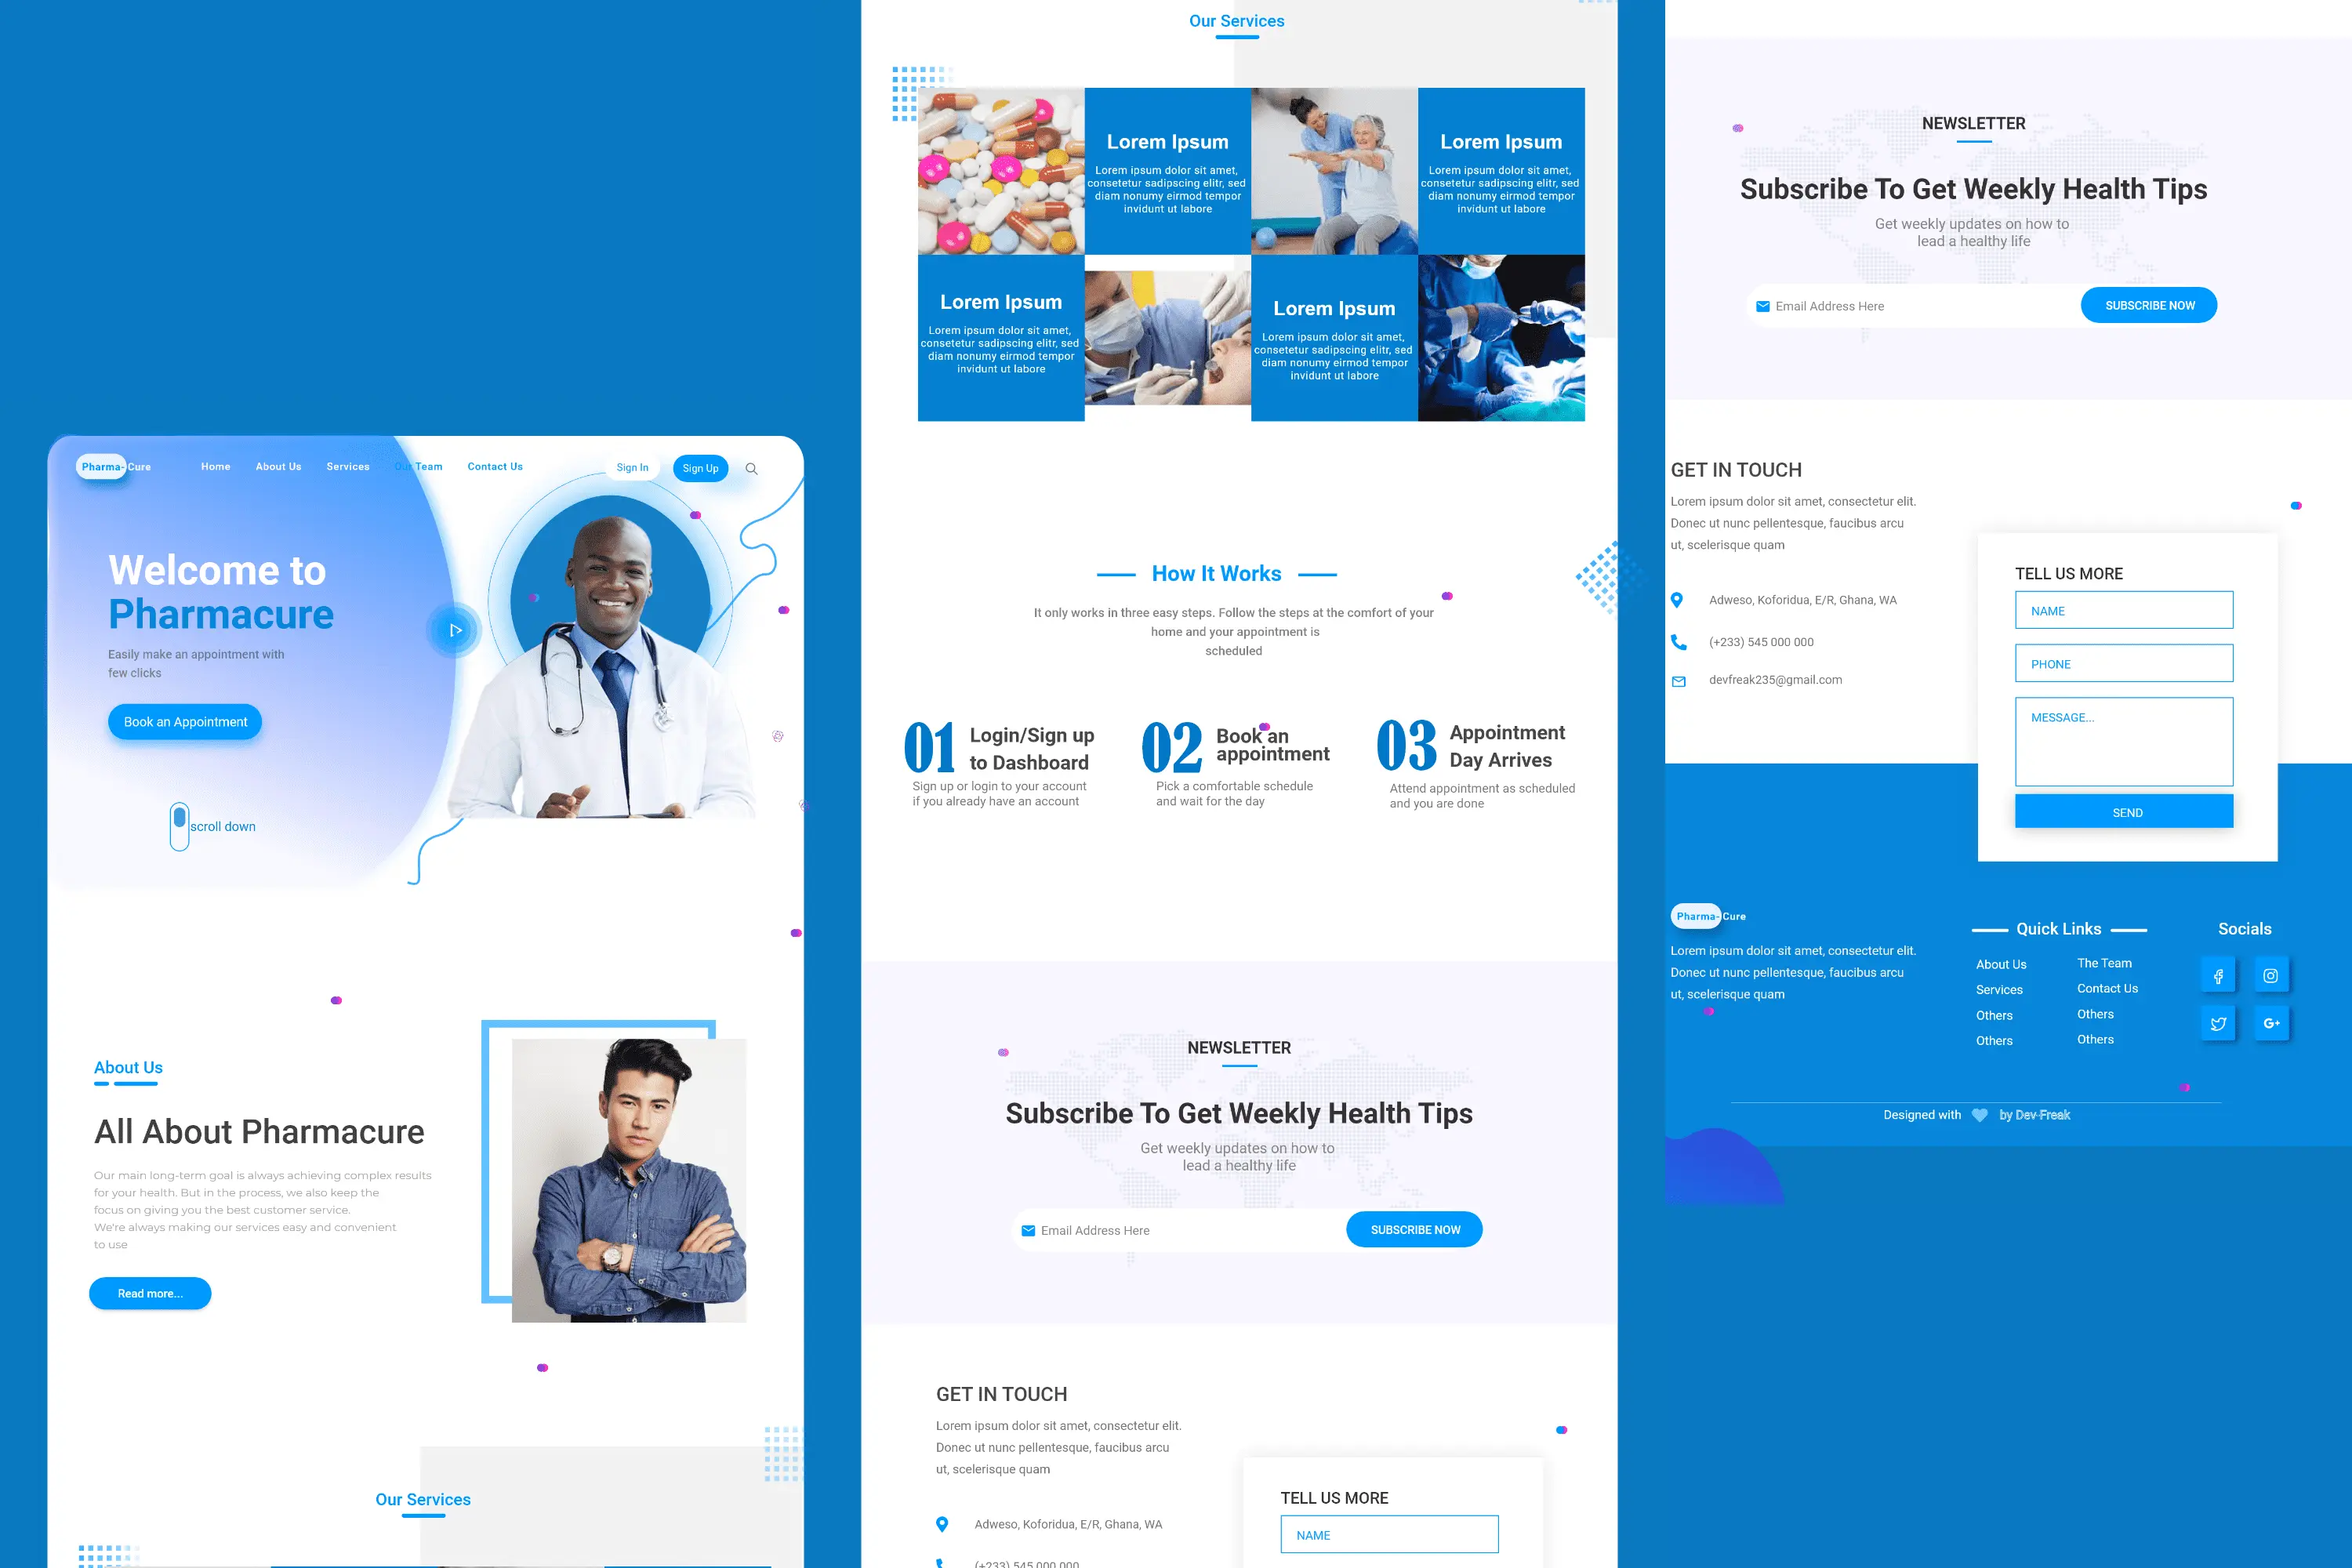 Pharma-Cure
Home About Us Services Our Team Contact Us Sign In Sign Up
Welcome to
Pharmacure
Easily make an appointment with
few clicks
Book an Appointment
scroll down
About Us
All About Pharmacure
Our main long-term goal is always achieving complex results
for your health. But in the process, we also keep the
focus on giving you the best customer service.
We're always making our services easy and convenient
to use
Read more...
Our Services
Our Services
Lorem Ipsum
Lorem ipsum dolor sit amet,
consetetur sadipscing elitr, sed
diam nonumy eirmod tempor
invidunt ut labore
Lorem Ipsum
Lorem ipsum dolor sit amet,
consetetur sadipscing elitr, sed
diam nonumy eirmod tempor
invidunt ut labore
Lorem Ipsum
Lorem ipsum dolor sit amet,
consetetur sadipscing elitr, sed
diam nonumy eirmod tempor
invidunt ut labore
Lorem Ipsum
Lorem ipsum dolor sit amet,
consetetur sadipscing elitr, sed
diam nonumy eirmod tempor
invidunt ut labore
How It Works
It only works in three easy steps. Follow the steps at the comfort of your
home and your appointment is
scheduled
01
Login/Sign up
to Dashboard
Sign up or login to your account
if you already have an account
02
Book an
appointment
Pick a comfortable schedule
and wait for the day
03
Appointment
Day Arrives
Attend appointment as scheduled
and you are done
NEWSLETTER
Subscribe To Get Weekly Health Tips
Get weekly updates on how to
lead a healthy life
Email Address Here
SUBSCRIBE NOW
GET IN TOUCH
Lorem ipsum dolor sit amet, consectetur elit.
Donec ut nunc pellentesque, faucibus arcu
ut, scelerisque quam
Adweso, Koforidua, E/R, Ghana, WA
(+233) 545 000 000
TELL US MORE
NAME
NEWSLETTER
Subscribe To Get Weekly Health Tips
Get weekly updates on how to
lead a healthy life
Email Address Here
SUBSCRIBE NOW
GET IN TOUCH
Lorem ipsum dolor sit amet, consectetur elit.
Donec ut nunc pellentesque, faucibus arcu
ut, scelerisque quam
Adweso, Koforidua, E/R, Ghana, WA
(+233) 545 000 000
devfreak235@gmail.com
TELL US MORE
NAME
PHONE
MESSAGE...
SEND
Pharma-Cure
Lorem ipsum dolor sit amet, consectetur elit.
Donec ut nunc pellentesque, faucibus arcu
ut, scelerisque quam
Quick Links
About Us
Services
Others
Others
The Team
Contact Us
Others
Others
Socials
G+
Designed with by Dev-Freak